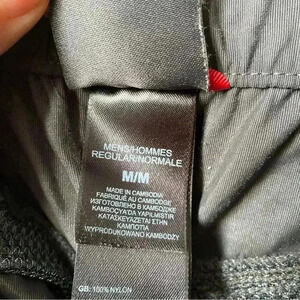 MENS/HOMMES
REGULAR/NORMALE
M/M
MADE IN CAMBODIA
FABRIQUÉ AU CAMBODGE
ИЗГОТОВЛЕНО В КАМБОДЖЕ
KAMBOÇYA'DA YAPILMIŞTIR
ΚΑΤΑΣΚΕΥΑΖΕΤΑΙ ΣΤΗΝ
ΚΑΜΠΟΤΙΑ
WYPRODUKOWANO KAMBODŻY
GB: 100% NYLON